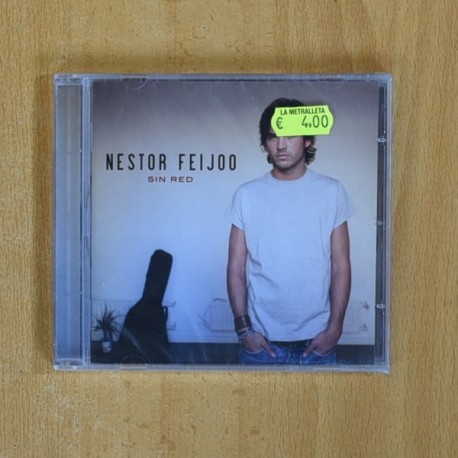 LA METRALLETA
€ 4,00
NESTOR FEIJOO
SIN RED